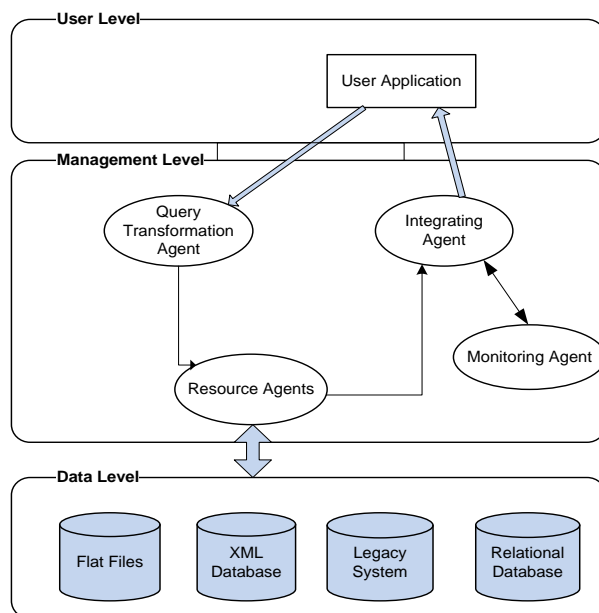 User Level
User Application
Management Level
Query
Transformation
Agent
Integrating
Agent
Monitoring Agent
Resource Agents
Data Level
Flat Files
XML
Database
Legacy
System
Relational
Database